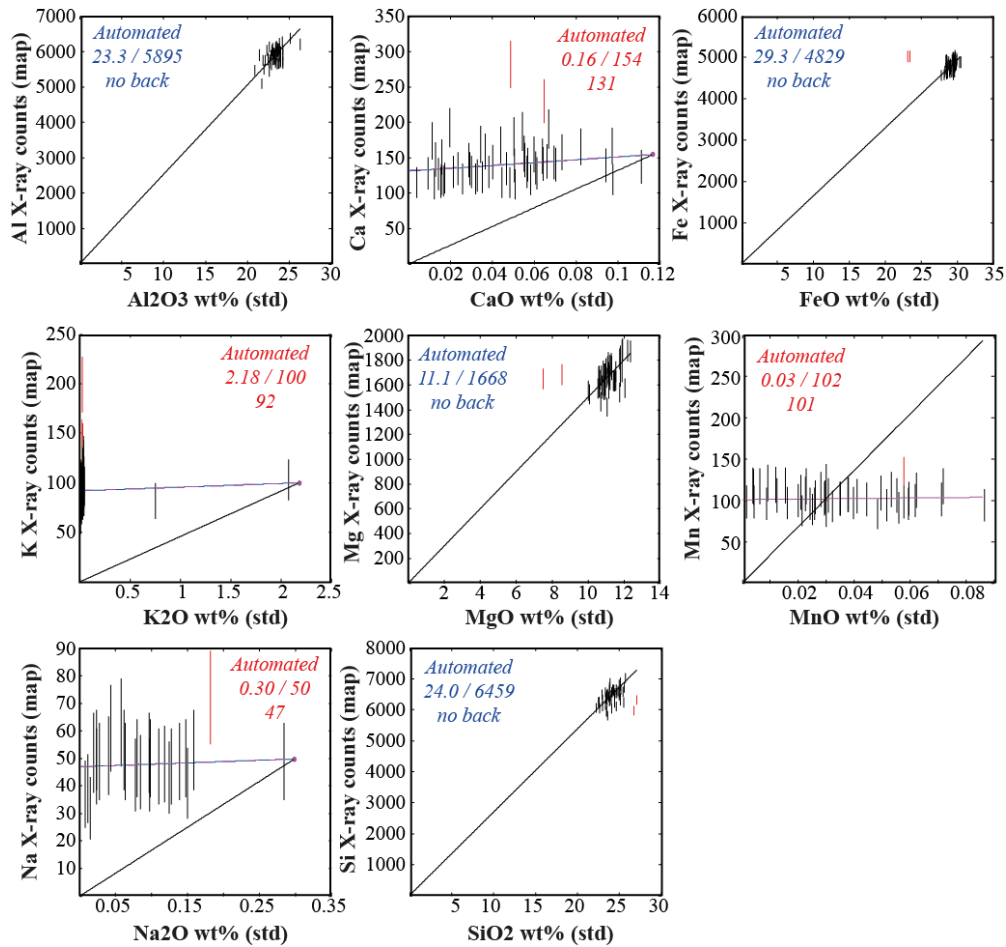 7000
6000
5000
4000
3000
2000
1000
Al X-ray counts (map)
Automated
23.3 / 5895
no back
5 10 15 20 25 30
Al2O3 wt% (std)
350
300
250
200
150
100
50
Ca X-ray counts (map)
Automated
0.16 / 154
131
0.02 0.04 0.06 0.08 0.1 0.12
CaO wt% (std)
6000
5000
4000
3000
2000
1000
Fe X-ray counts (map)
Automated
29.3 / 4829
no back
5 10 15 20 25 30 35
FeO wt% (std)
250
200
150
100
50
K X-ray counts (map)
Automated
2.18 / 100
92
0.5 1 1.5 2 2.5
K2O wt% (std)
2000
1800
1600
1400
1200
1000
800
600
400
200
Mg X-ray counts (map)
Automated
11.1 / 1668
no back
2 4 6 8 10 12 14
MgO wt% (std)
300
250
200
150
100
50
Mn X-ray counts (map)
Automated
0.03 / 102
101
0.02 0.04 0.06 0.08
MnO wt% (std)
90
80
70
60
50
40
30
20
10
Na X-ray counts (map)
Automated
0.30 / 50
47
0.05 0.15 0.25 0.35
Na2O wt% (std)
8000
7000
6000
5000
4000
3000
2000
1000
Si X-ray counts (map)
Automated
24.0 / 6459
no back
5 10 15 20 25 30
SiO2 wt% (std)